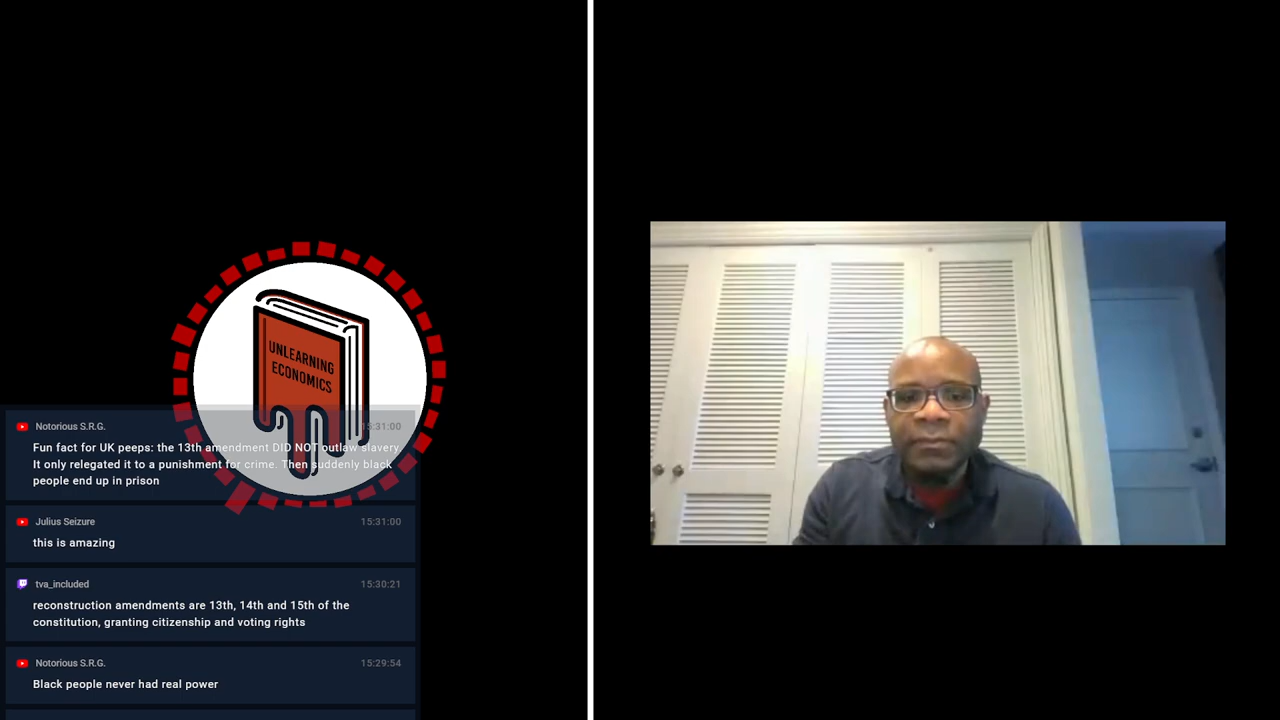 UNLEARNING
ECONOMICS
Notorious S.R.G. 15:31:00
Fun fact for UK peeps: the 13th amendment DID NOT outlaw slavery.
It only relegated it to a punishment for crime. Then suddenly black
people end up in prison
Julius Seizure 15:31:00
this is amazing
tva_included 15:30:21
reconstruction amendments are 13th, 14th and 15th of the
constitution, granting citizenship and voting rights
Notorious S.R.G. 15:29:54
Black people never had real power